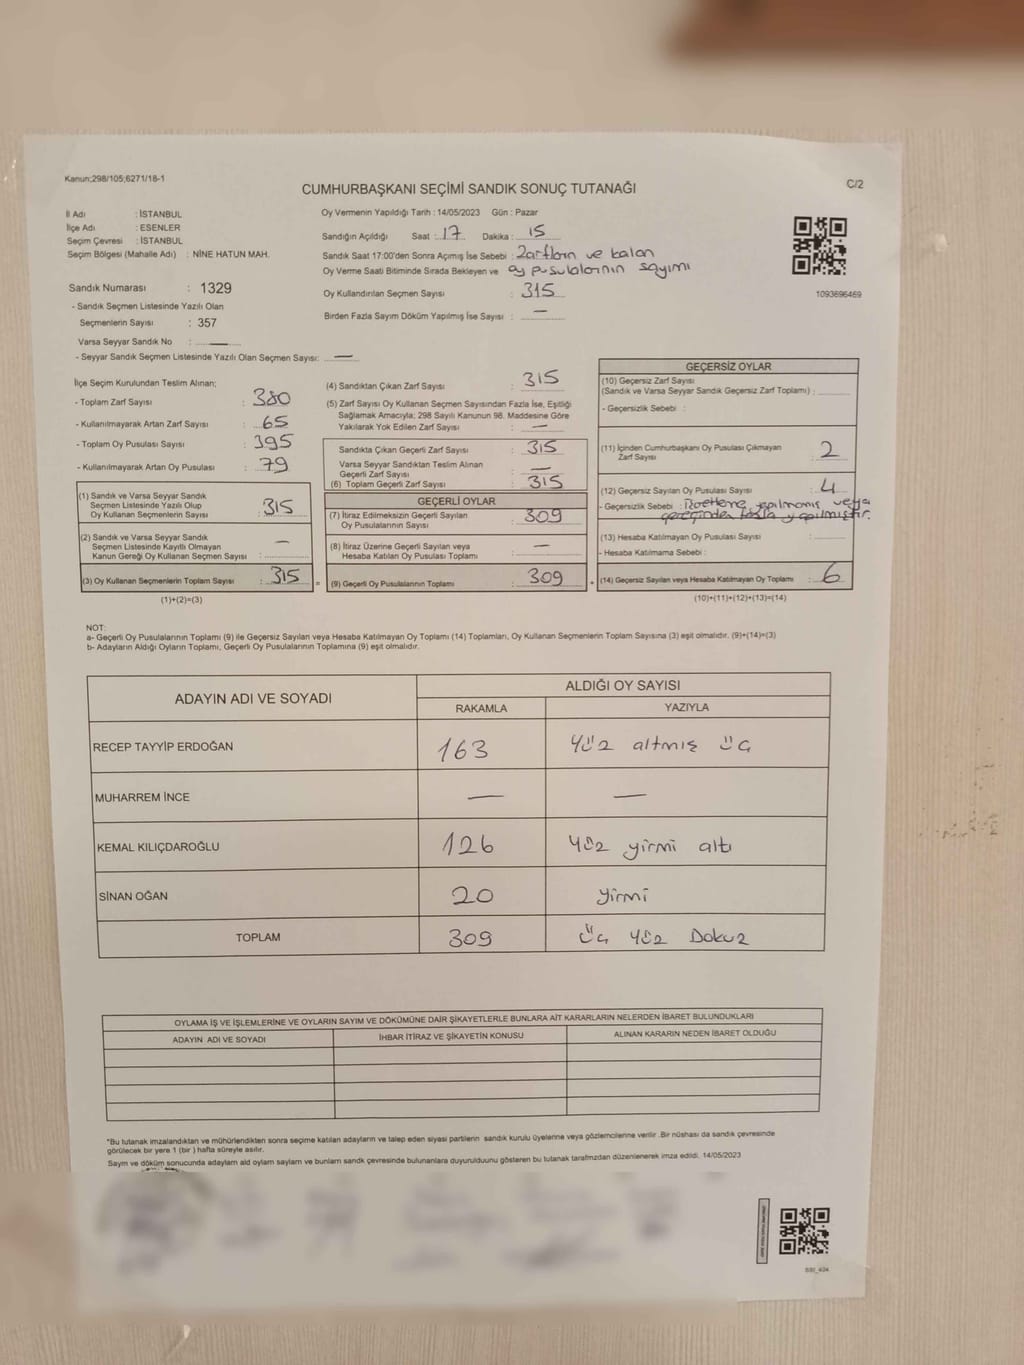 Kanun;298/105;6271/18-1
CUMHURBAŞKANI SEÇİMİ SANDIK SONUÇ TUTANAĞI
C/2
İl Adı : İSTANBUL
İlçe Adı : ESENLER
Seçim Çevresi : İSTANBUL
Seçim Bölgesi (Mahalle Adı) : NİNE HATUN MAH.
Sandık Numarası : 1329
- Sandık Seçmen Listesinde Yazılı Olan
Seçmenlerin Sayısı : 357
Varsa Seyyar Sandık No : —
- Seyyar Sandık Seçmen Listesinde Yazılı Olan Seçmen Sayısı: —
Oy Vermenin Yapıldığı Tarih : 14/05/2023 Gün : Pazar
Sandığın Açıldığı Saat : 17 Dakika : 15
Sandık Saat 17:00'den Sonra Açımış İse Sebebi : Zarfların ve kalan
Oy Verme Saati Bitiminde Sırada Bekleyen ve oy pusulalarının sayımı
Oy Kullandırılan Seçmen Sayısı : 315
Birden Fazla Sayım Döküm Yapılmış İse Sayısı : —
1093696469
İlçe Seçim Kurulundan Teslim Alınan;
- Toplam Zarf Sayısı : 380
- Kullanılmayarak Artan Zarf Sayısı : 65
- Toplam Oy Pusulası Sayısı : 395
- Kullanılmayarak Artan Oy Pusulası : 79
(1) Sandık ve Varsa Seyyar Sandık
Seçmen Listesinde Yazılı Olup
Oy Kullanan Seçmenlerin Sayısı : 315
(2) Sandık ve Varsa Seyyar Sandık
Seçmen Listesinde Kayıtlı Olmayan
Kanun Gereği Oy Kullanan Seçmen Sayısı : —
(3) Oy Kullanan Seçmenlerin Toplam Sayısı : 315
(1)+(2)=(3)
(4) Sandıktan Çıkan Zarf Sayısı : 315
(5) Zarf Sayısı Oy Kullanan Seçmen Sayısından Fazla İse, Eşitliği
Sağlamak Amacıyla; 298 Sayılı Kanunun 98. Maddesine Göre
Yakılarak Yok Edilen Zarf Sayısı : —
Sandıkta Çıkan Geçerli Zarf Sayısı : 315
Varsa Seyyar Sandıktan Teslim Alınan
Geçerli Zarf Sayısı : —
(6) Toplam Geçerli Zarf Sayısı : 315
GEÇERLİ OYLAR
(7) İtiraz Edilmeksizin Geçerli Sayılan
Oy Pusulalarının Sayısı : 309
(8) İtiraz Üzerine Geçerli Sayılan veya
Hesaba Katılan Oy Pusulası Toplamı : —
= (9) Geçerli Oy Pusulalarının Toplamı : 309
GEÇERSİZ OYLAR
(10) Geçersiz Zarf Sayısı
(Sandık ve Varsa Seyyar Sandık Geçersiz Zarf Toplamı) :
- Geçersizlik Sebebi :
(11) İçinden Cumhurbaşkanı Oy Pusulası Çıkmayan
Zarf Sayısı : 2
(12) Geçersiz Sayılan Oy Pusulası Sayısı : 4
- Geçersizlik Sebebi : İşaretleme yapılmamış veya
gereğinden fazla yapılmıştır.
(13) Hesaba Katılmayan Oy Pusulası Sayısı :
- Hesaba Katılmama Sebebi :
+ (14) Geçersiz Sayılan veya Hesaba Katılmayan Oy Toplamı : 6
(10)+(11)+(12)+(13)=(14)
NOT:
a- Geçerli Oy Pusulalarının Toplamı (9) ile Geçersiz Sayılan veya Hesaba Katılmayan Oy Toplamı (14) Toplamları, Oy Kullanan Seçmenlerin Toplam Sayısına (3) eşit olmalıdır. (9)+(14)=(3)
b- Adayların Aldığı Oyların Toplamı, Geçerli Oy Pusulalarının Toplamına (9) eşit olmalıdır.
ADAYIN ADI VE SOYADI ALDIĞI OY SAYISI
RAKAMLA YAZIYLA
RECEP TAYYİP ERDOĞAN 163 Yüz altmış üç
MUHARREM İNCE — —
KEMAL KILIÇDAROĞLU 126 Yüz yirmi altı
SİNAN OĞAN 20 yirmi
TOPLAM 309 Üç Yüz Dokuz
OYLAMA İŞ VE İŞLEMLERİNE VE OYLARIN SAYIM VE DÖKÜMÜNE DAİR ŞİKAYETLERLE BUNLARA AİT KARARLARIN NELERDEN İBARET BULUNDUKLARI
ADAYIN ADI VE SOYADI İHBAR İTİRAZ VE ŞİKAYETİN KONUSU ALINAN KARARIN NEDEN İBARET OLDUĞU
*Bu tutanak imzalandıktan ve mühürlendikten sonra seçime katılan adayların ve talep eden siyasi partilerin sandık kurulu üyelerine veya gözlemcilerine verilir .Bir nüshası da sandık çevresinde
görülecek bir yere 1 (bir ) hafta süreyle asılır.
Sayım ve döküm sonucunda adayların aldı oyların sayıları ve bunların sandk çevresinde bulunanlara duyurulduunu gösteren bu tutanak tarafımızdan düzenlenerek imza edildi. 14/05/2023